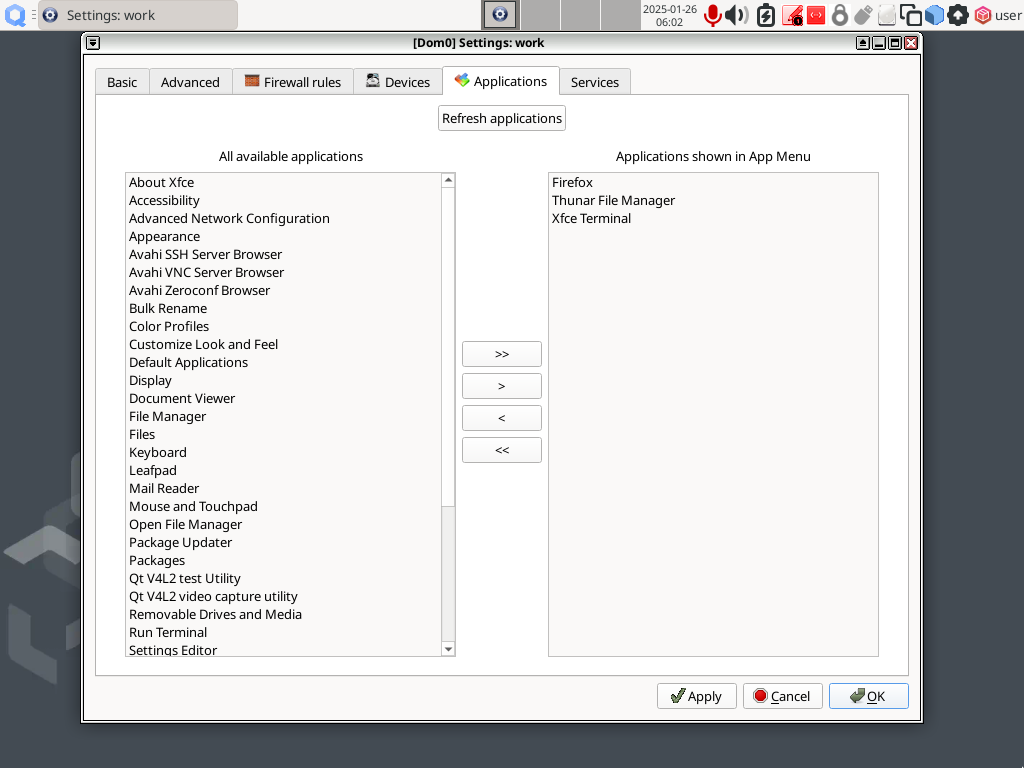 Settings: work
2025-01-26
06:02
user
[Dom0] Settings: work
Basic
Advanced
Firewall rules
Devices
Applications
Services
Refresh applications
All available applications
Applications shown in App Menu
About Xfce
Accessibility
Advanced Network Configuration
Appearance
Avahi SSH Server Browser
Avahi VNC Server Browser
Avahi Zeroconf Browser
Bulk Rename
Color Profiles
Customize Look and Feel
Default Applications
Display
Document Viewer
File Manager
Files
Keyboard
Leafpad
Mail Reader
Mouse and Touchpad
Open File Manager
Package Updater
Packages
Qt V4L2 test Utility
Qt V4L2 video capture utility
Removable Drives and Media
Run Terminal
Settings Editor
>>
>
<
<<
Firefox
Thunar File Manager
Xfce Terminal
Apply
Cancel
OK